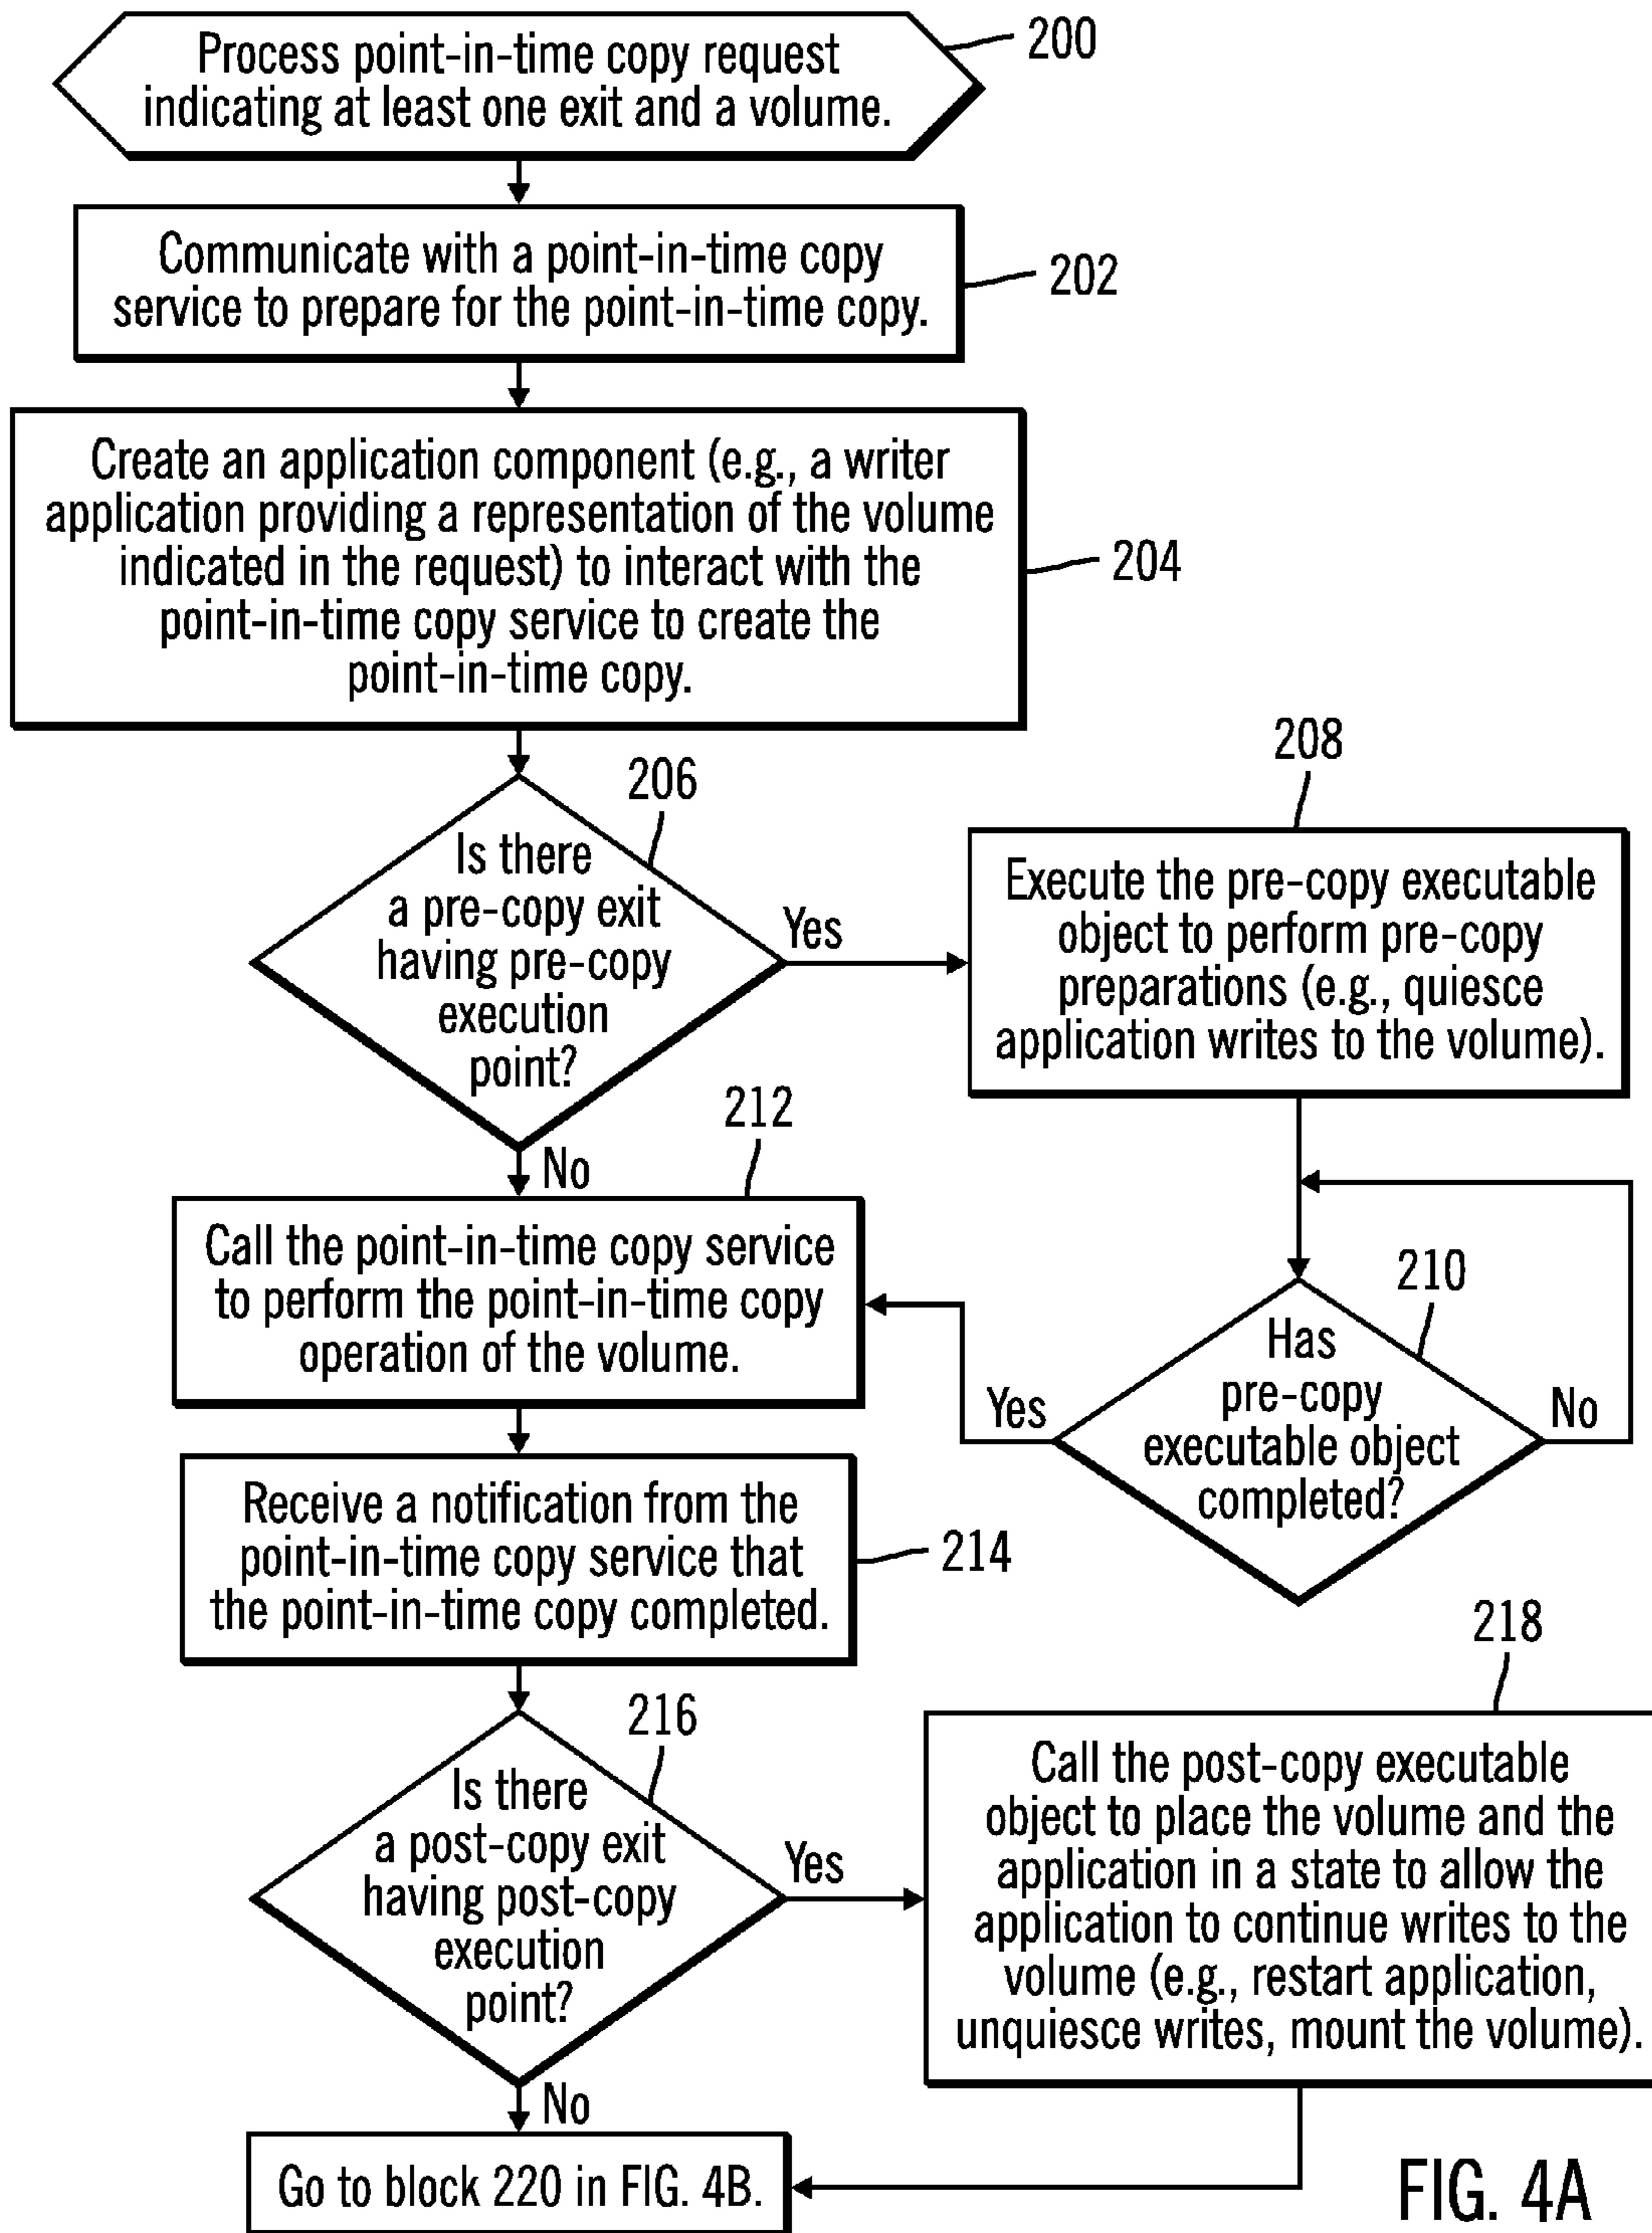 Process point-in-time copy request
indicating at least one exit and a volume.
200
Communicate with a point-in-time copy
service to prepare for the point-in-time copy.
202
Create an application component (e.g., a writer
application providing a representation of the volume
indicated in the request) to interact with the
point-in-time copy service to create the
point-in-time copy.
204
206
Is there
a pre-copy exit
having pre-copy
execution
point?
Yes
No
208
Execute the pre-copy executable
object to perform pre-copy
preparations (e.g., quiesce
application writes to the volume).
210
Has
pre-copy
executable object
completed?
Yes
No
212
Call the point-in-time copy service
to perform the point-in-time copy
operation of the volume.
Receive a notification from the
point-in-time copy service that
the point-in-time copy completed.
214
216
Is there
a post-copy exit
having post-copy
execution
point?
Yes
No
218
Call the post-copy executable
object to place the volume and the
application in a state to allow the
application to continue writes to the
volume (e.g., restart application,
unquiesce writes, mount the volume).
Go to block 220 in FIG. 4B.
FIG. 4A